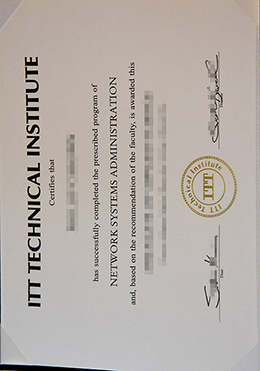 ITT TECHNICAL INSTITUTE
Certifies that
has successfully completed the prescribed program of
NETWORK SYSTEMS ADMINISTRATION
and, based on the recommendation of the faculty, is awarded this
ITT Technical Institute
ITT